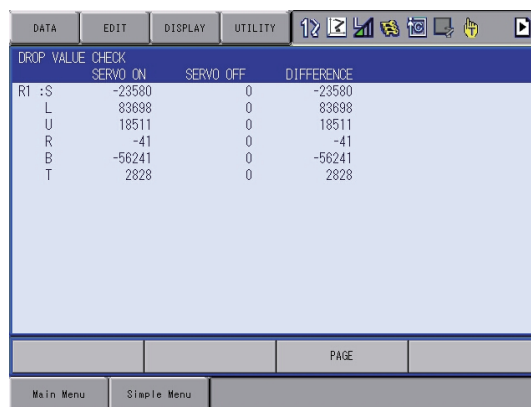 DATA EDIT DISPLAY UTILITY
DROP VALUE CHECK
SERVO ON SERVO OFF DIFFERENCE
R1 :S -23580 0 -23580
L 83698 0 83698
U 18511 0 18511
R -41 0 -41
B -56241 0 -56241
T 2828 0 2828
PAGE
Main Menu Simple Menu